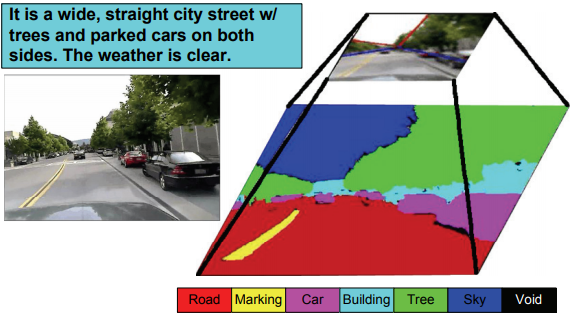 It is a wide, straight city street w/
trees and parked cars on both
sides. The weather is clear.
Road Marking Car Building Tree Sky Void